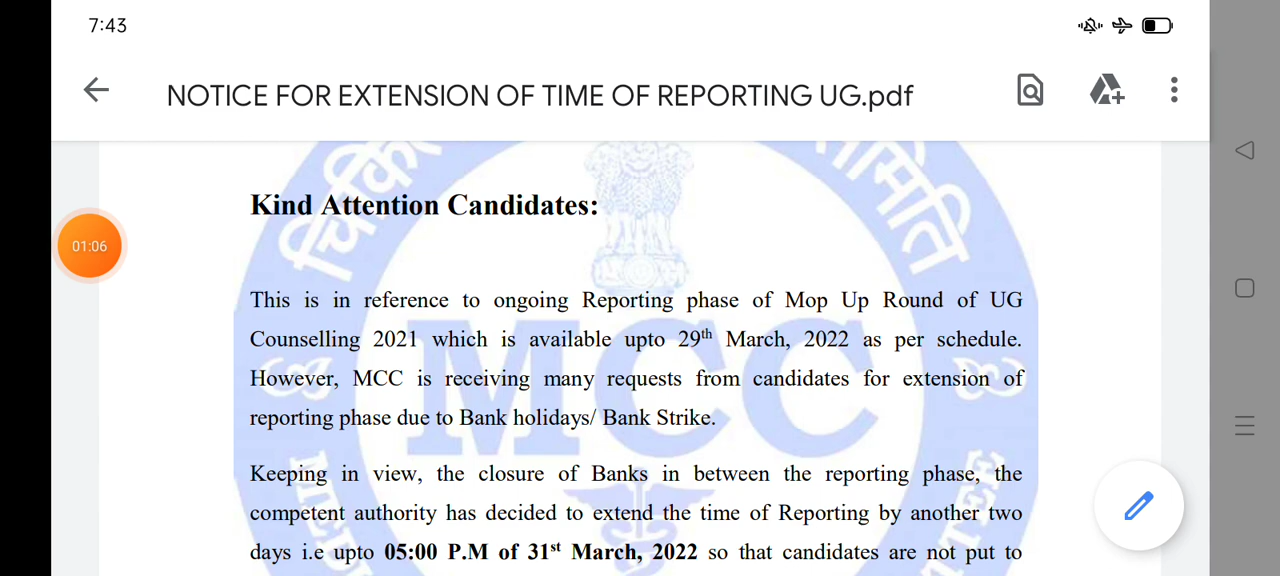 7:43
NOTICE FOR EXTENSION OF TIME OF REPORTING UG.pdf
Kind Attention Candidates:
01:06
This is in reference to ongoing Reporting phase of Mop Up Round of UG
Counselling 2021 which is available upto 29th March, 2022 as per schedule.
However, MCC is receiving many requests from candidates for extension of
reporting phase due to Bank holidays/ Bank Strike.
MCC
Keeping in view, the closure of Banks in between the reporting phase, the
competent authority has decided to extend the time of Reporting by another two
days i.e upto 05:00 P.M of 31st March, 2022 so that candidates are not put to